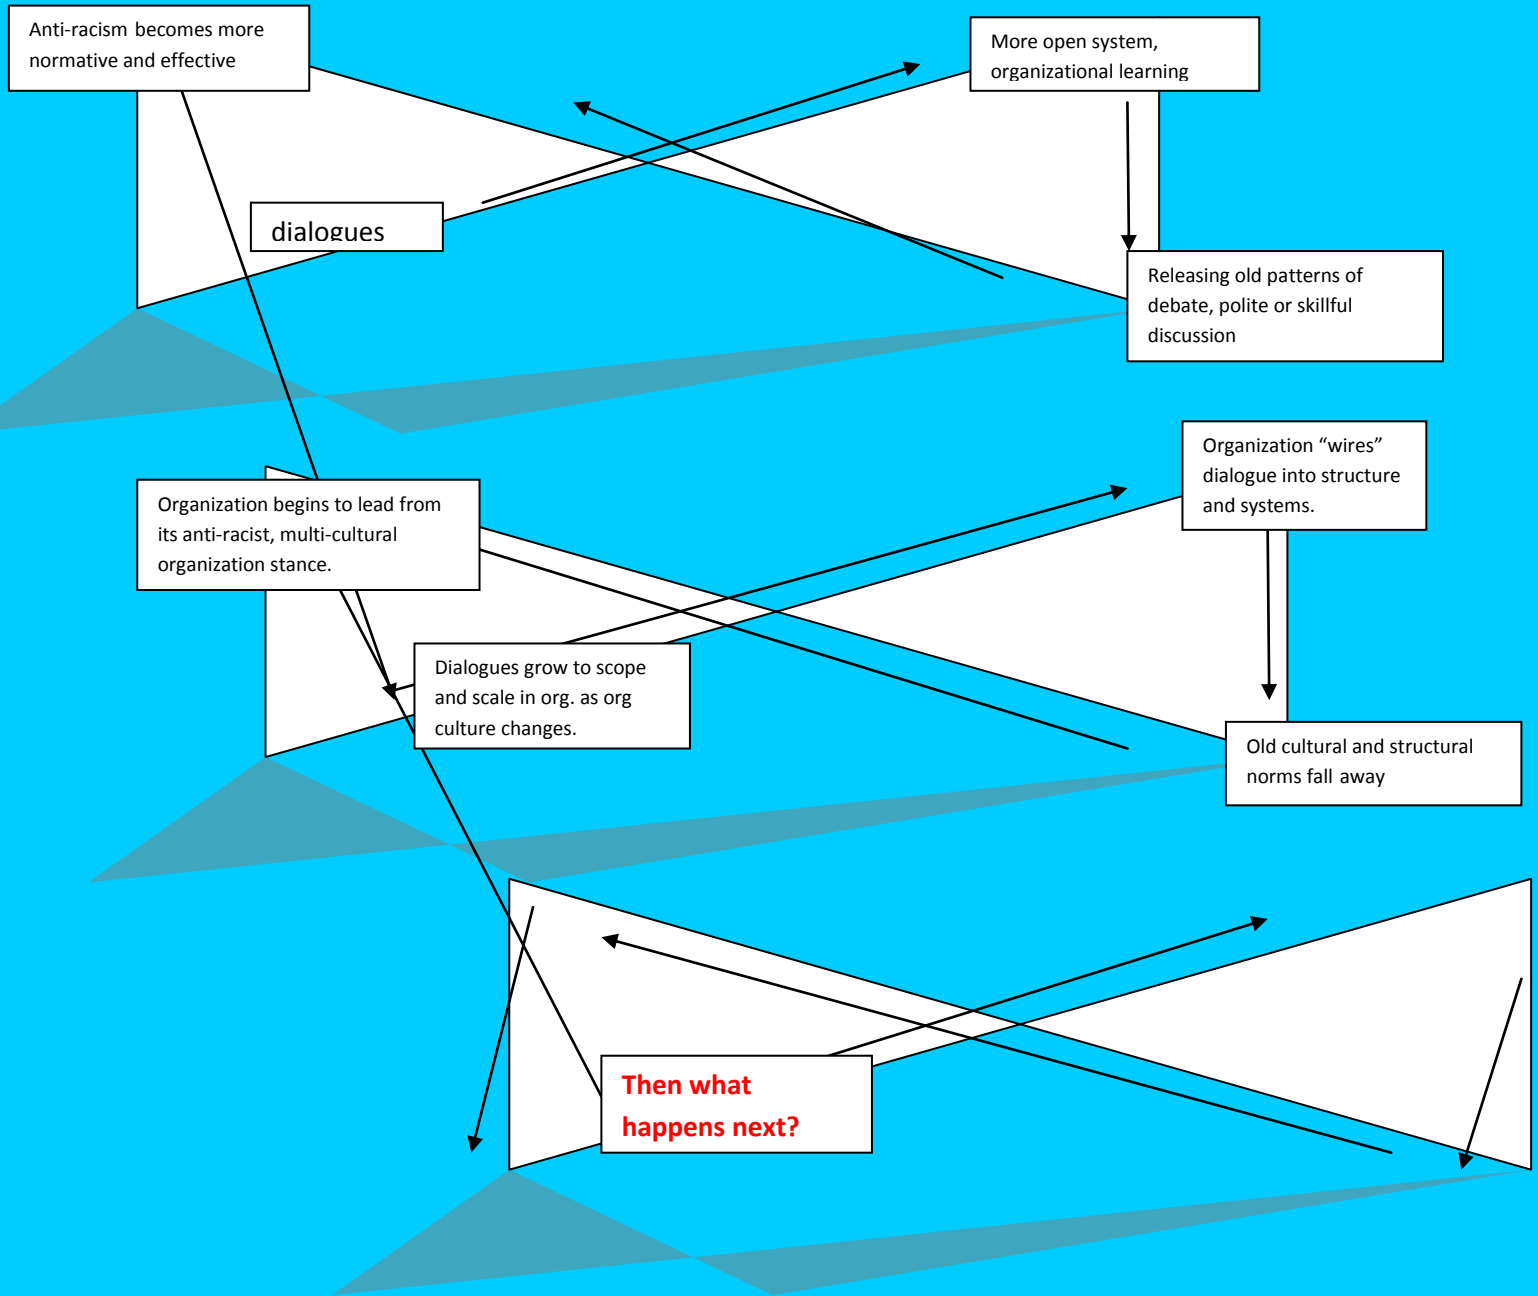 Anti-racism becomes more
normative and effective
More open system,
organizational learning
dialogues
Releasing old patterns of
debate, polite or skillful
discussion
Organization “wires”
dialogue into structure
and systems.
Organization begins to lead from
its anti-racist, multi-cultural
organization stance.
Dialogues grow to scope
and scale in org. as org
culture changes.
Old cultural and structural
norms fall away
Then what
happens next?